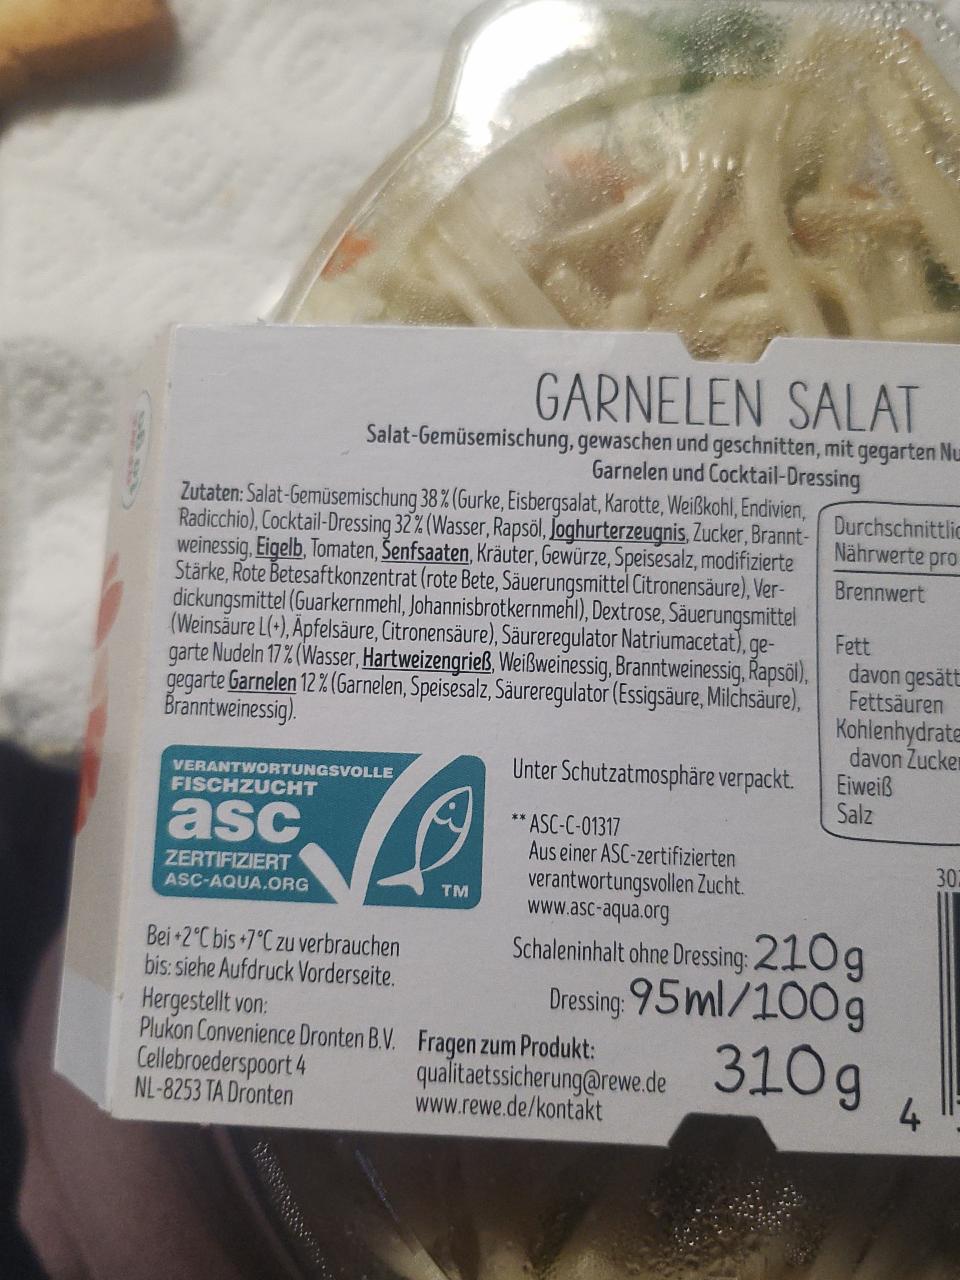 GARNELEN SALAT
Salat-Gemüsemischung, gewaschen und geschnitten, mit gegarten Nu
Garnelen und Cocktail-Dressing
Zutaten: Salat-Gemüsemischung 38 % (Gurke, Eisbergsalat, Karotte, Weißkohl, Endivien,
Radicchio), Cocktail-Dressing 32 % (Wasser, Rapsöl, Joghurterzeugnis, Zucker, Brannt-
weinessig, Eigelb, Tomaten, Senfsaaten, Kräuter, Gewürze, Speisesalz, modifizierte
Stärke, Rote Betesaftkonzentrat (rote Bete, Säuerungsmittel Citronensäure), Ver-
dickungsmittel (Guarkernmehl, Johannisbrotkernmehl), Dextrose, Säuerungsmittel
(Weinsäure L(+), Äpfelsäure, Citronensäure), Säureregulator Natriumacetat), ge-
garte Nudeln 17 % (Wasser, Hartweizengrieß, Weißweinessig, Branntweinessig, Rapsöl),
gegarte Garnelen 12 % (Garnelen, Speisesalz, Säureregulator (Essigsäure, Milchsäure),
Branntweinessig).
Durchschnittlic
Nährwerte pro
Brennwert
Fett
davon gesätt
Fettsäuren
Kohlenhydrate
davon Zucker
Eiweiß
Salz
VERANTWORTUNGSVOLLE
FISCHZUCHT
asc
ZERTIFIZIERT
ASC-AQUA.ORG
TM
Unter Schutzatmosphäre verpackt.
** ASC-C-01317
Aus einer ASC-zertifizierten
verantwortungsvollen Zucht.
www.asc-aqua.org
Bei +2°C bis +7°C zu verbrauchen
bis: siehe Aufdruck Vorderseite.
Hergestellt von:
Plukon Convenience Dronten B.V.
Cellebroederspoort 4
NL-8253 TA Dronten
Schaleninhalt ohne Dressing: 210g
Dressing: 95ml/100g
310g
Fragen zum Produkt:
qualitaetssicherung@rewe.de
www.rewe.de/kontakt
30
4